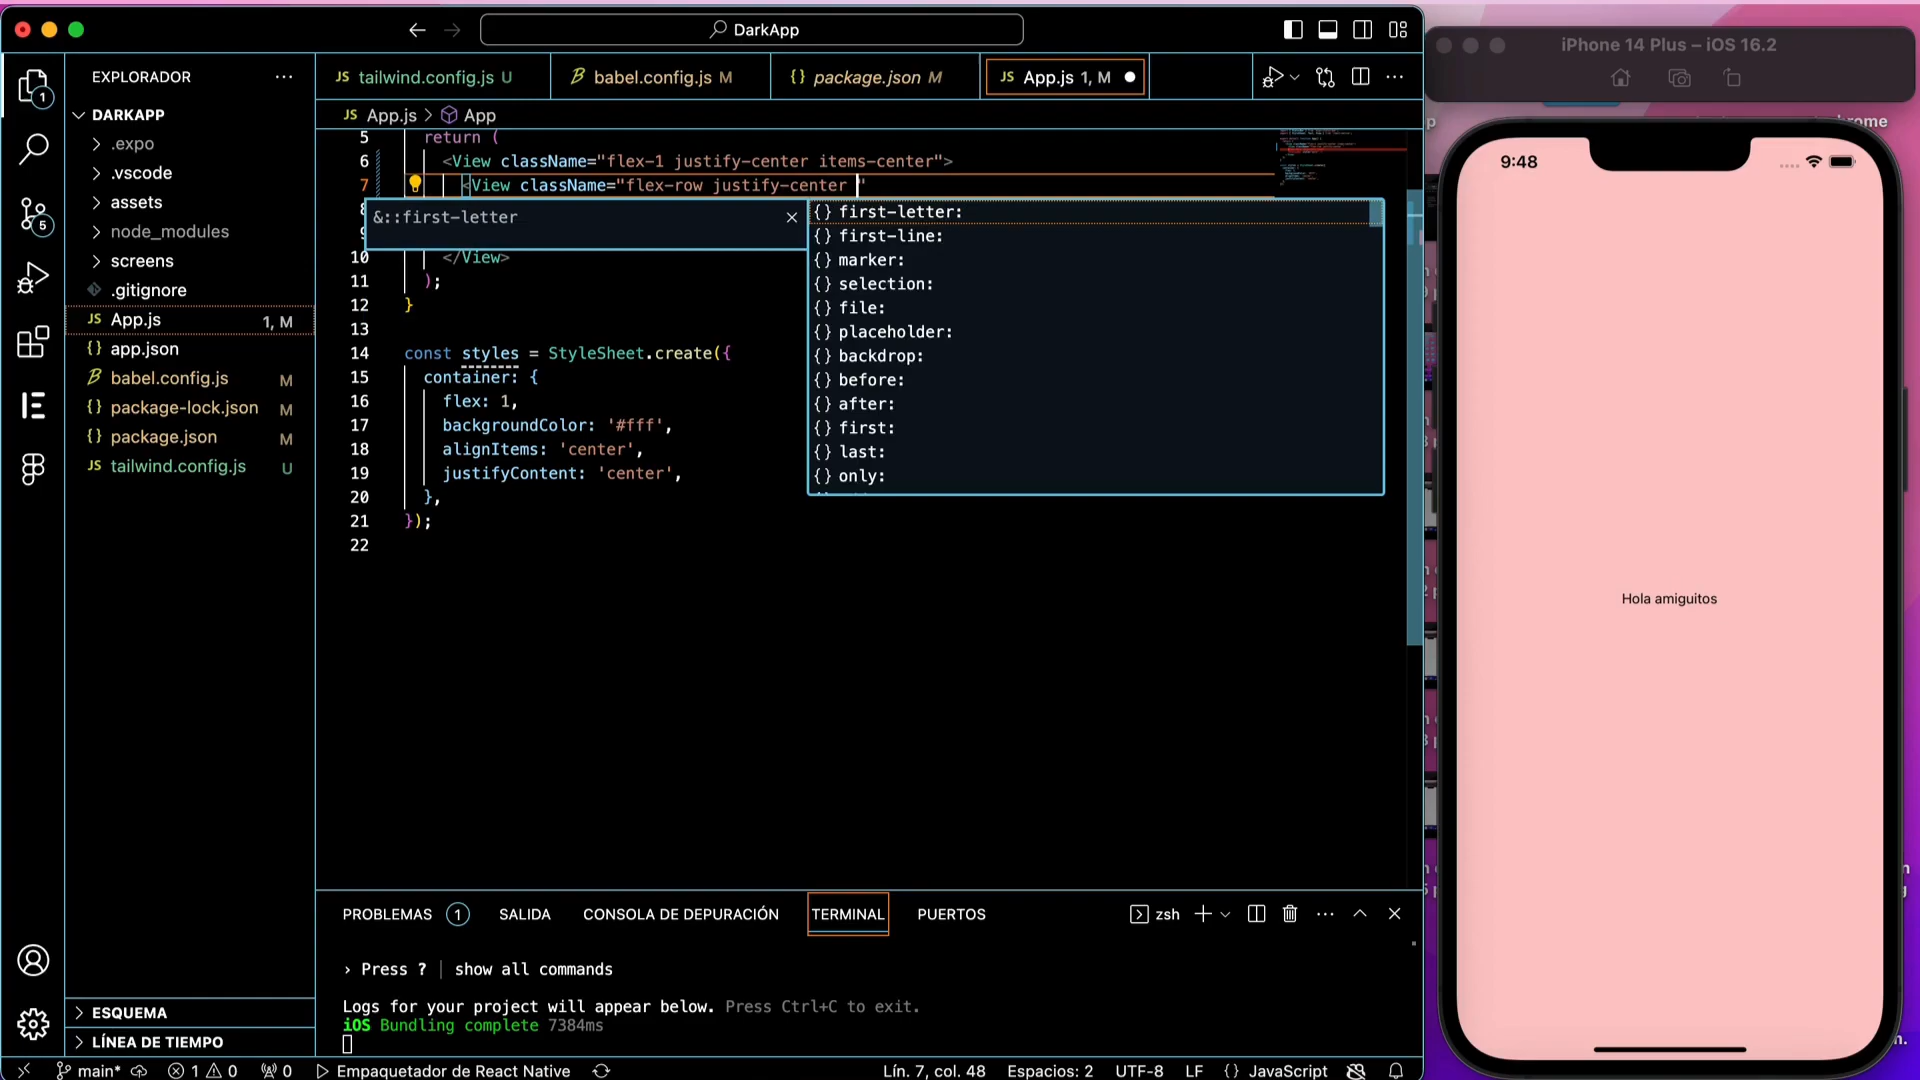 DarkApp
EXPLORADOR
DARKAPP
.expo
.vscode
assets
node_modules
screens
.gitignore
JS App.js 1, M
{} app.json
babel.config.js M
{} package-lock.json M
{} package.json M
JS tailwind.config.js U
ESQUEMA
LÍNEA DE TIEMPO
1
5
JS tailwind.config.js U
babel.config.js M
{} package.json M
JS App.js 1, M
JS App.js > App
5 return (
6 <View className="flex-1 justify-center items-center">
7 <View className="flex-row justify-center "
&::first-letter
{} first-letter:
{} first-line:
{} marker:
{} selection:
{} file:
{} placeholder:
{} backdrop:
{} before:
{} after:
{} first:
{} last:
{} only:
10 </View>
11 );
12 }
13
14 const styles = StyleSheet.create({
15 container: {
16 flex: 1,
17 backgroundColor: '#fff',
18 alignItems: 'center',
19 justifyContent: 'center',
20 },
21 });
22
PROBLEMAS 1 SALIDA CONSOLA DE DEPURACIÓN TERMINAL PUERTOS
zsh
› Press ? | show all commands
Logs for your project will appear below. Press Ctrl+C to exit.
iOS Bundling complete 7384ms
main* 1 0 0 Empaquetador de React Native Lín. 7, col. 48 Espacios: 2 UTF-8 LF {} JavaScript
iPhone 14 Plus – iOS 16.2
9:48
Hola amiguitos